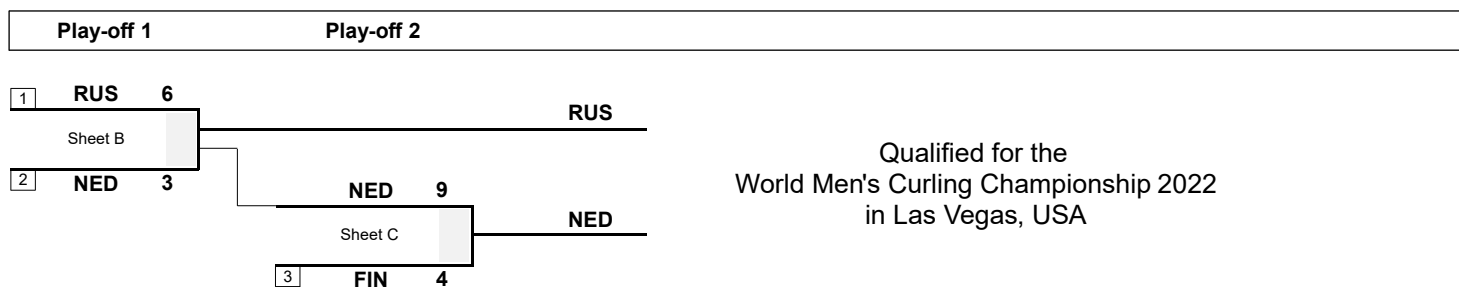 Play-off 1 Play-off 2
1 RUS 6
RUS
Sheet B
2 NED 3
NED 9
NED
Sheet C
3 FIN 4
Qualified for the
World Men's Curling Championship 2022
in Las Vegas, USA